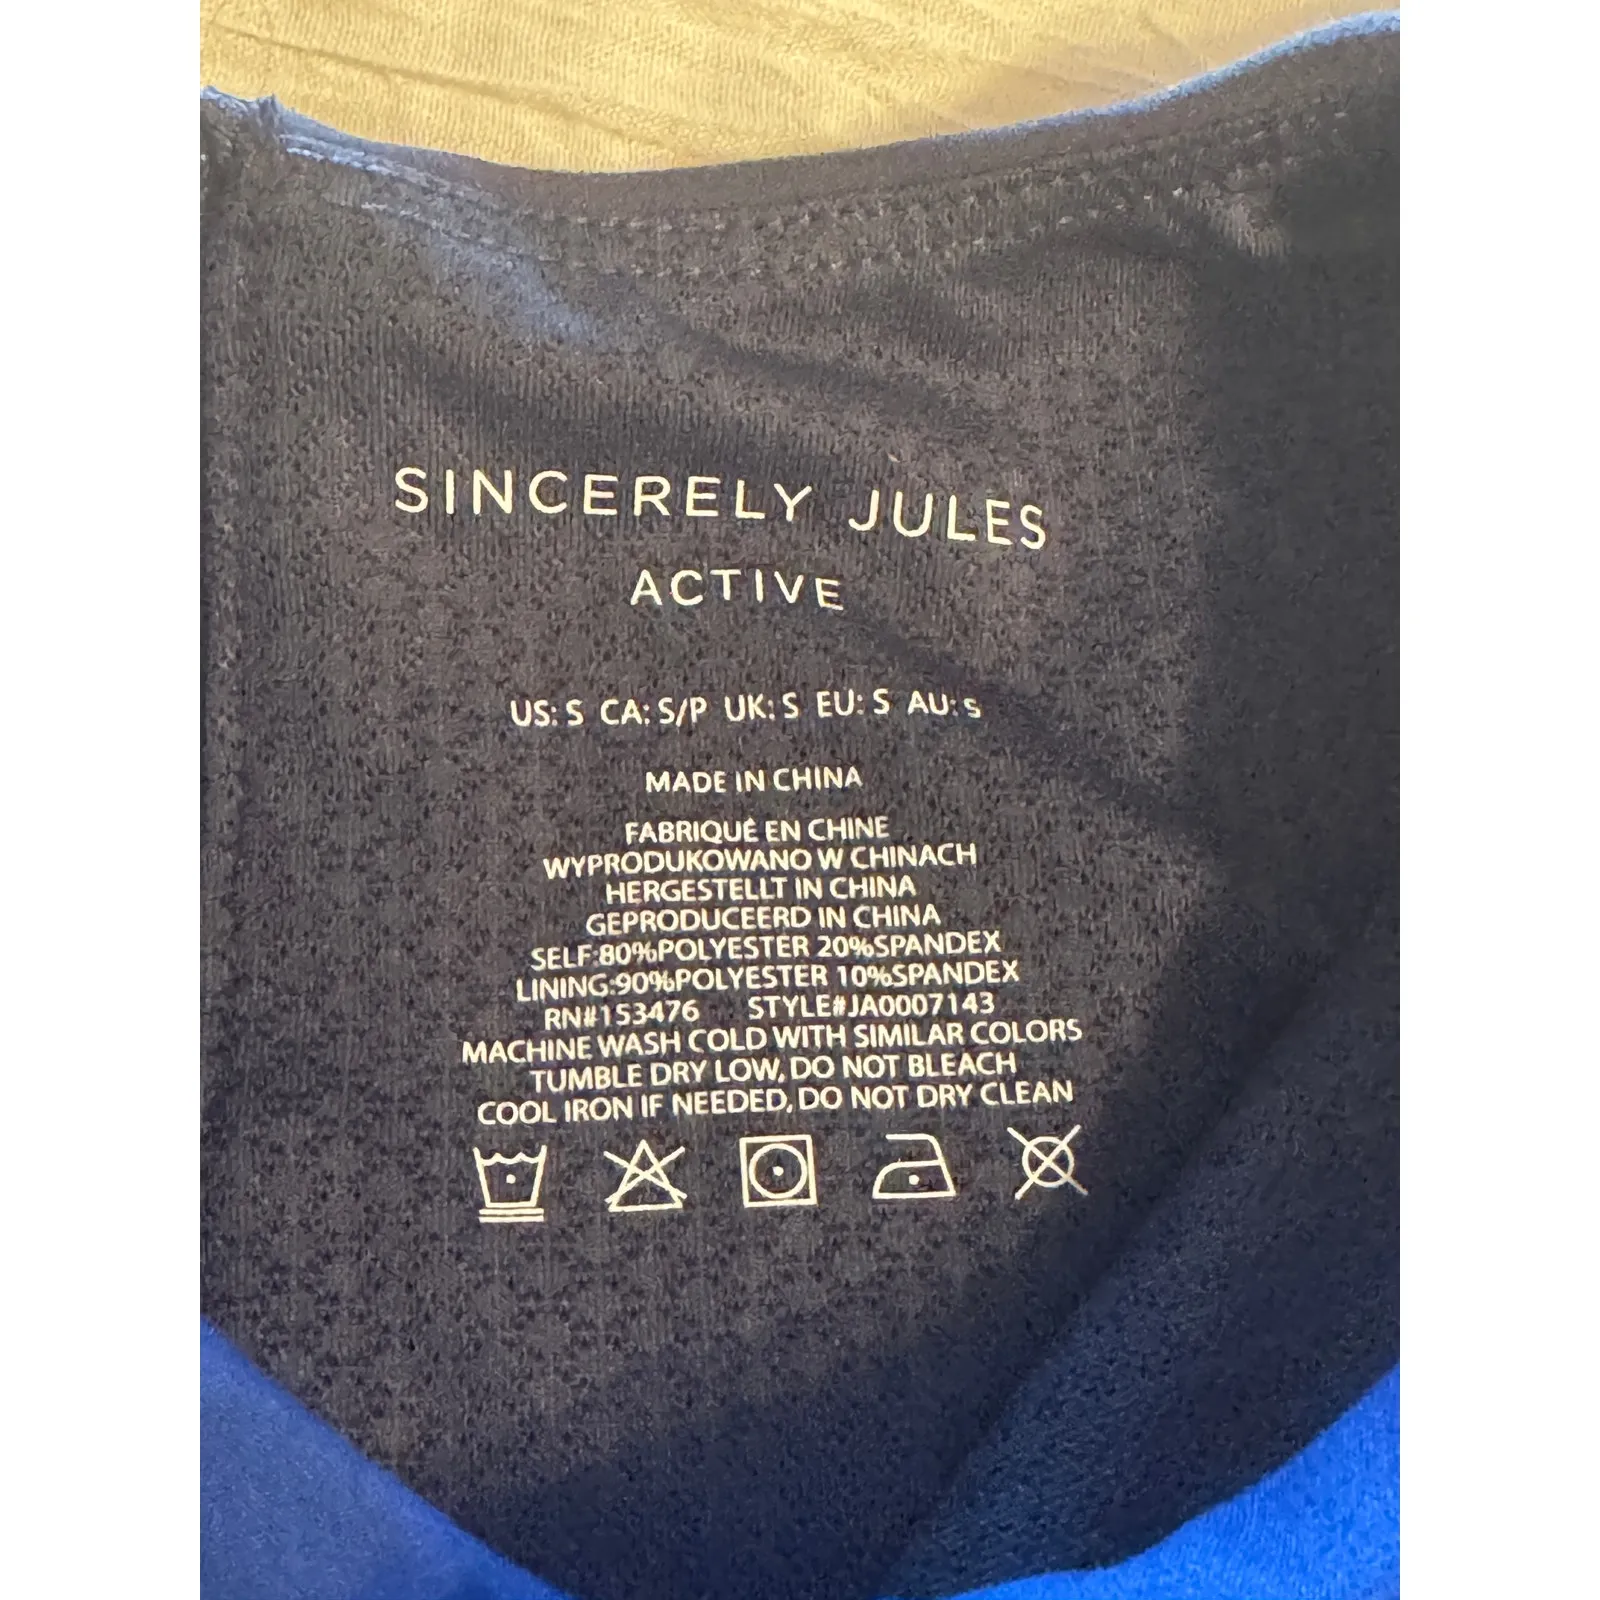 SINCERELY JULES
ACTIVE
US: S CA: S/P UK: S EU: S AU: S
MADE IN CHINA
FABRIQUÉ EN CHINE
WYPRODUKOWANO W CHINACH
HERGESTELLT IN CHINA
GEPRODUCEERD IN CHINA
SELF:80%POLYESTER 20%SPANDEX
LINING:90%POLYESTER 10%SPANDEX
RN#153476 STYLE#JA0007143
MACHINE WASH COLD WITH SIMILAR COLORS
TUMBLE DRY LOW, DO NOT BLEACH
COOL IRON IF NEEDED, DO NOT DRY CLEAN